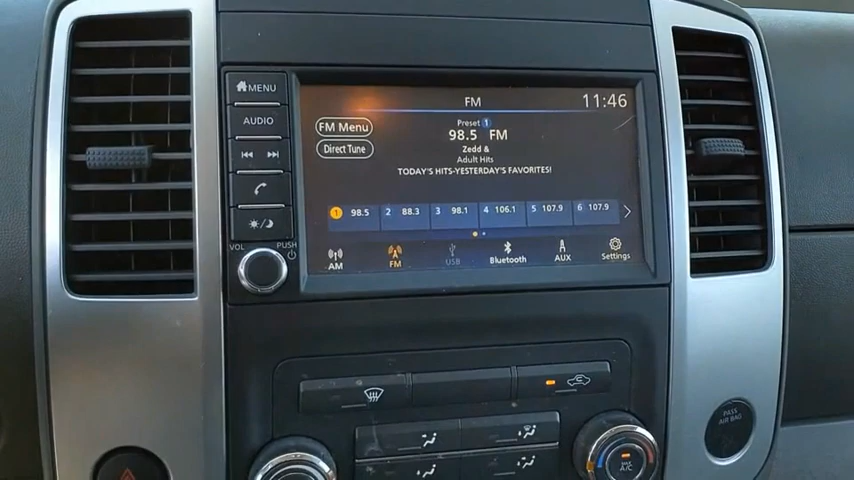 MENU
AUDIO
VOL
PUSH
FM
11:46
FM Menu
Direct Tune
Preset 1
98.5 FM
Zedd &
Adult Hits
TODAY'S HITS-YESTERDAY'S FAVORITES!
1 98.5 2 88.3 3 98.1 4 106.1 5 107.9 6 107.9
AM FM USB Bluetooth AUX Settings
MAX
A/C
PASS
AIR BAG